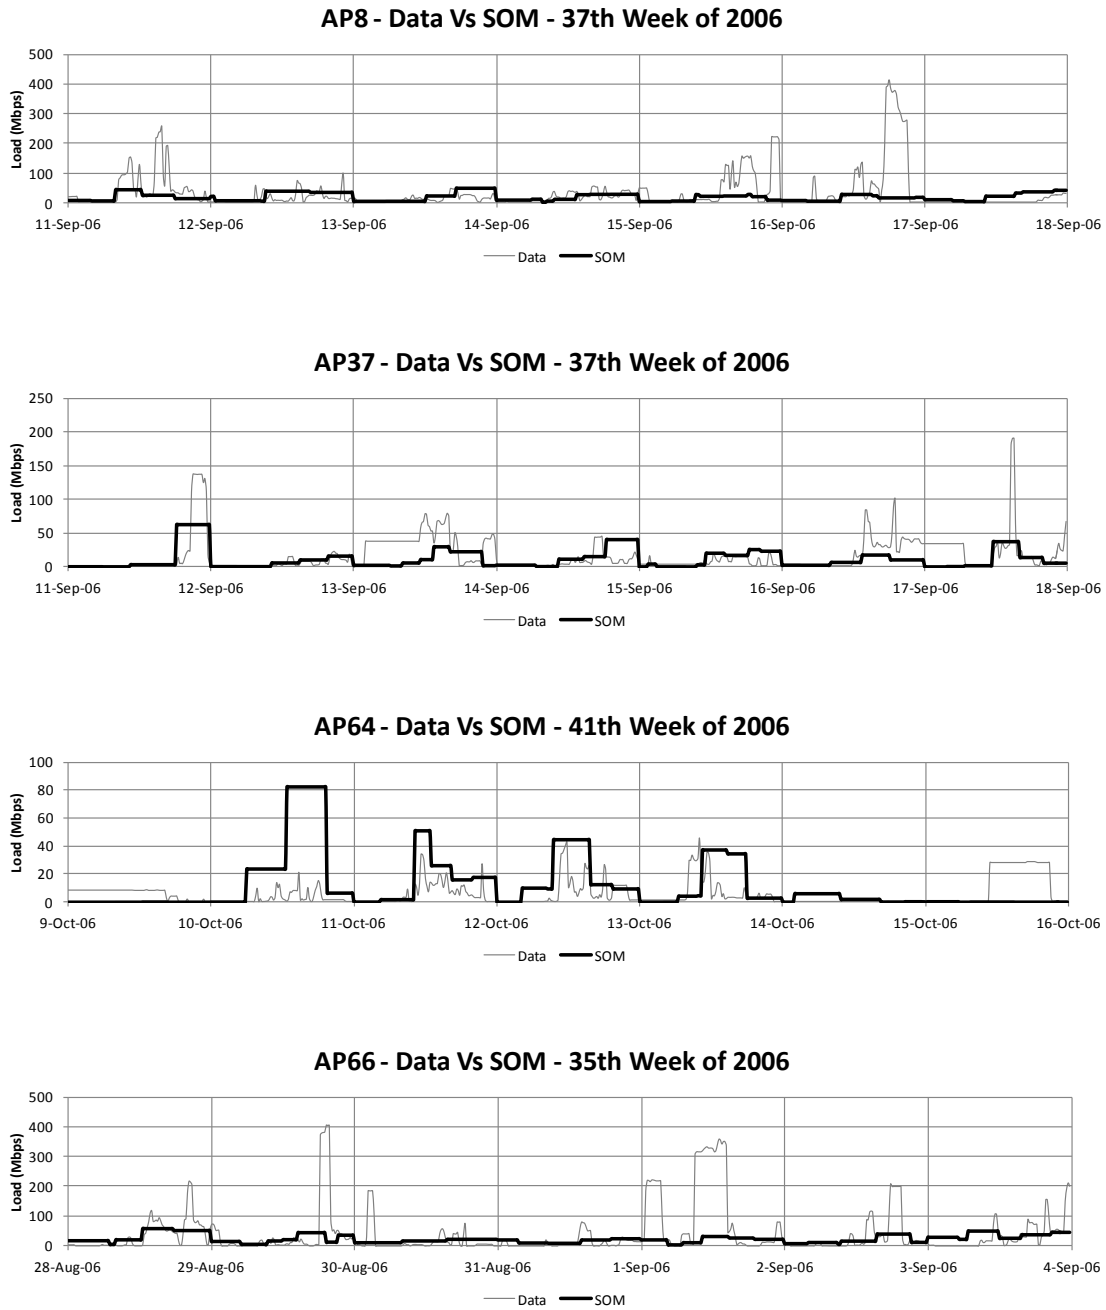 AP8 - Data Vs SOM - 37th Week of 2006
500
400
300
200
100
0
Load (Mbps)
11-Sep-06 12-Sep-06 13-Sep-06 14-Sep-06 15-Sep-06 16-Sep-06 17-Sep-06 18-Sep-06
Data SOM
AP37 - Data Vs SOM - 37th Week of 2006
250
200
150
100
50
0
Load (Mbps)
11-Sep-06 12-Sep-06 13-Sep-06 14-Sep-06 15-Sep-06 16-Sep-06 17-Sep-06 18-Sep-06
Data SOM
AP64 - Data Vs SOM - 41th Week of 2006
100
80
60
40
20
0
Load (Mbps)
9-Oct-06 10-Oct-06 11-Oct-06 12-Oct-06 13-Oct-06 14-Oct-06 15-Oct-06 16-Oct-06
Data SOM
AP66 - Data Vs SOM - 35th Week of 2006
500
400
300
200
100
0
Load (Mbps)
28-Aug-06 29-Aug-06 30-Aug-06 31-Aug-06 1-Sep-06 2-Sep-06 3-Sep-06 4-Sep-06
Data SOM